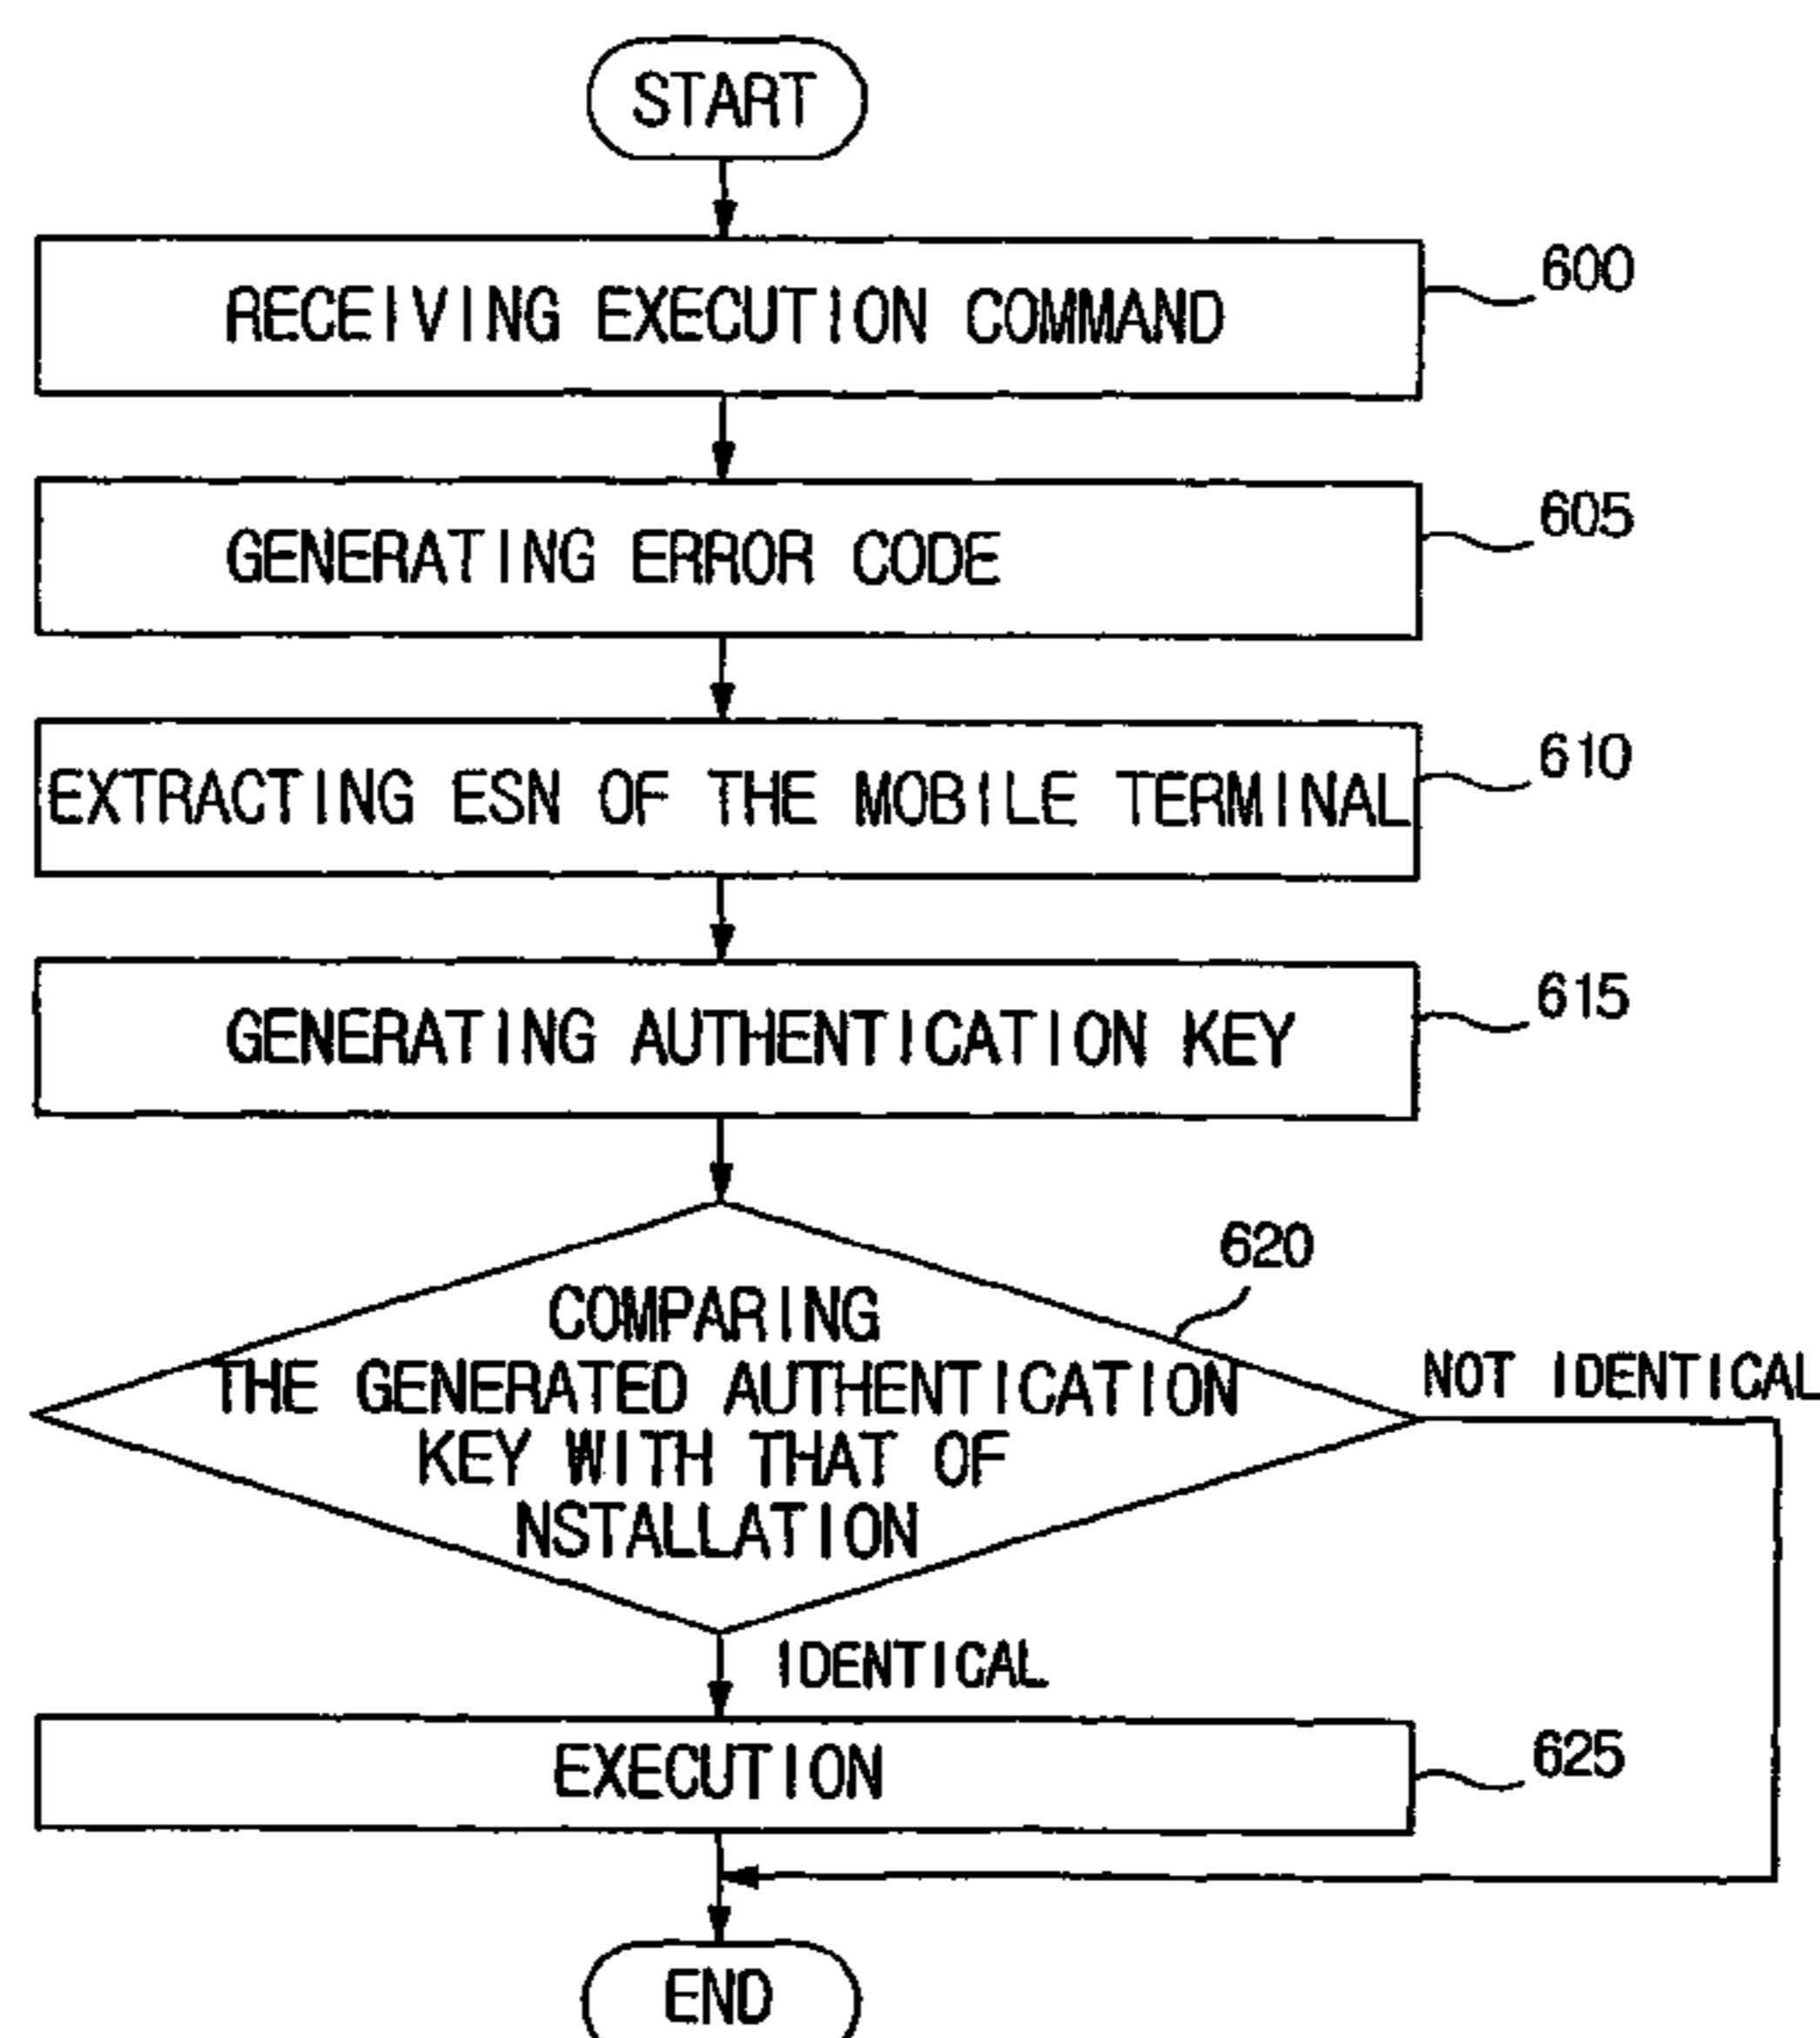 START
RECEIVING EXECUTION COMMAND
600
GENERATING ERROR CODE
605
EXTRACTING ESN OF THE MOBILE TERMINAL
610
GENERATING AUTHENTICATION KEY
615
620
COMPARING
THE GENERATED AUTHENTICATION
KEY WITH THAT OF
NSTALLATION
NOT IDENTICAL
IDENTICAL
EXECUTION
625
END